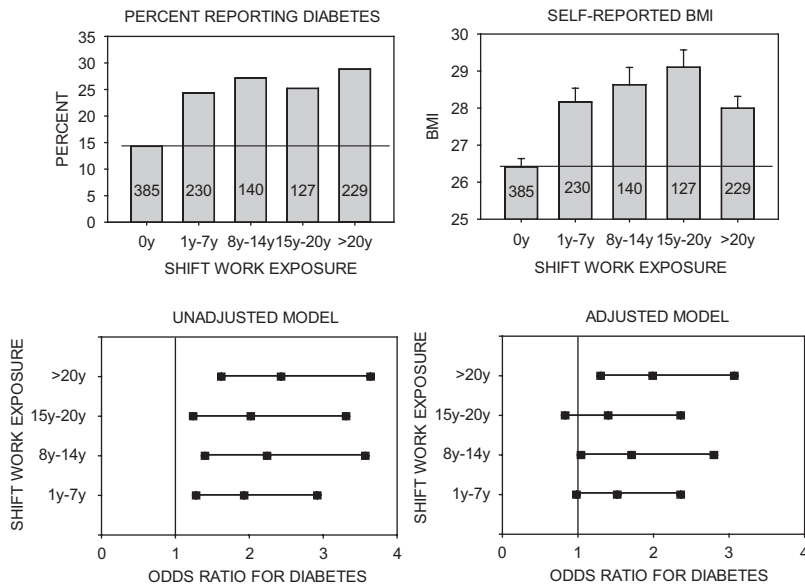 PERCENT REPORTING DIABETES
35
30
25
20
15
10
5
0
PERCENT
385
230
140
127
229
0y
1y-7y
8y-14y
15y-20y
>20y
SHIFT WORK EXPOSURE
SELF-REPORTED BMI
30
29
28
27
26
25
BMI
385
230
140
127
229
0y
1y-7y
8y-14y
15y-20y
>20y
SHIFT WORK EXPOSURE
UNADJUSTED MODEL
SHIFT WORK EXPOSURE
>20y
15y-20y
8y-14y
1y-7y
0
1
2
3
4
ODDS RATIO FOR DIABETES
ADJUSTED MODEL
SHIFT WORK EXPOSURE
>20y
15y-20y
8y-14y
1y-7y
0
1
2
3
4
ODDS RATIO FOR DIABETES